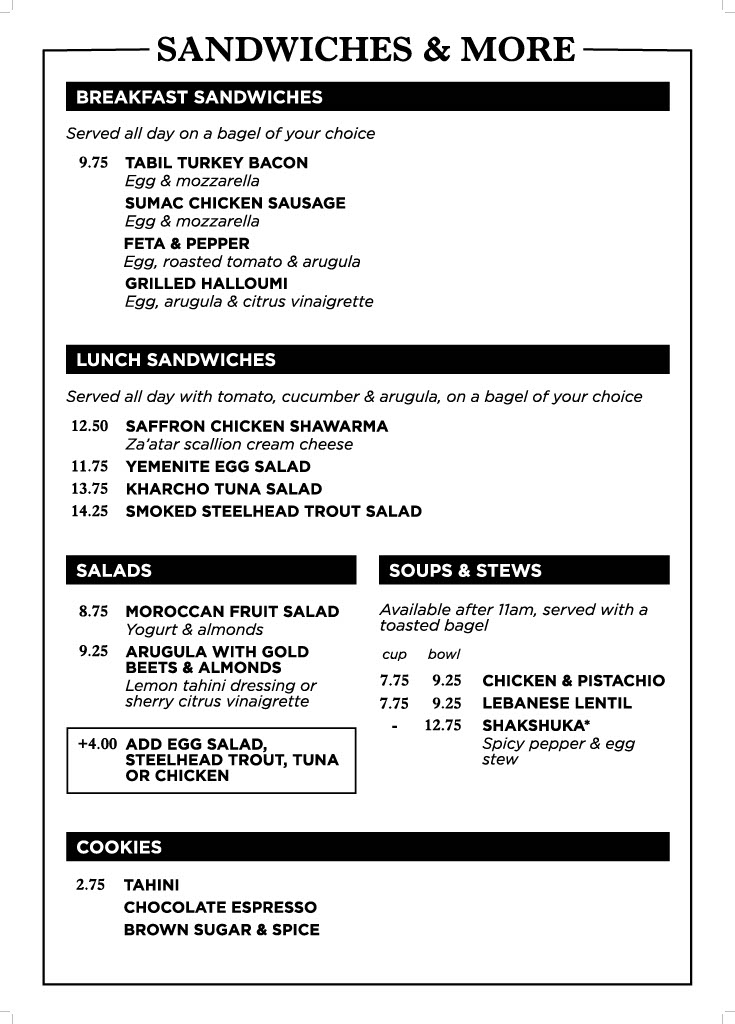 SANDWICHES & MORE
BREAKFAST SANDWICHES
Served all day on a bagel of your choice
9.75 TABIL TURKEY BACON
Egg & mozzarella
SUMAC CHICKEN SAUSAGE
Egg & mozzarella
FETA & PEPPER
Egg, roasted tomato & arugula
GRILLED HALLOUMI
Egg, arugula & citrus vinaigrette
LUNCH SANDWICHES
Served all day with tomato, cucumber & arugula, on a bagel of your choice
12.50 SAFFRON CHICKEN SHAWARMA
Za’atar scallion cream cheese
11.75 YEMENITE EGG SALAD
13.75 KHARCHO TUNA SALAD
14.25 SMOKED STEELHEAD TROUT SALAD
SALADS
8.75 MOROCCAN FRUIT SALAD
Yogurt & almonds
9.25 ARUGULA WITH GOLD
BEETS & ALMONDS
Lemon tahini dressing or
sherry citrus vinaigrette
+4.00 ADD EGG SALAD,
STEELHEAD TROUT, TUNA
OR CHICKEN
SOUPS & STEWS
Available after 11am, served with a
toasted bagel
cup bowl
7.75 9.25 CHICKEN & PISTACHIO
7.75 9.25 LEBANESE LENTIL
- 12.75 SHAKSHUKA*
Spicy pepper & egg
stew
COOKIES
2.75 TAHINI
CHOCOLATE ESPRESSO
BROWN SUGAR & SPICE